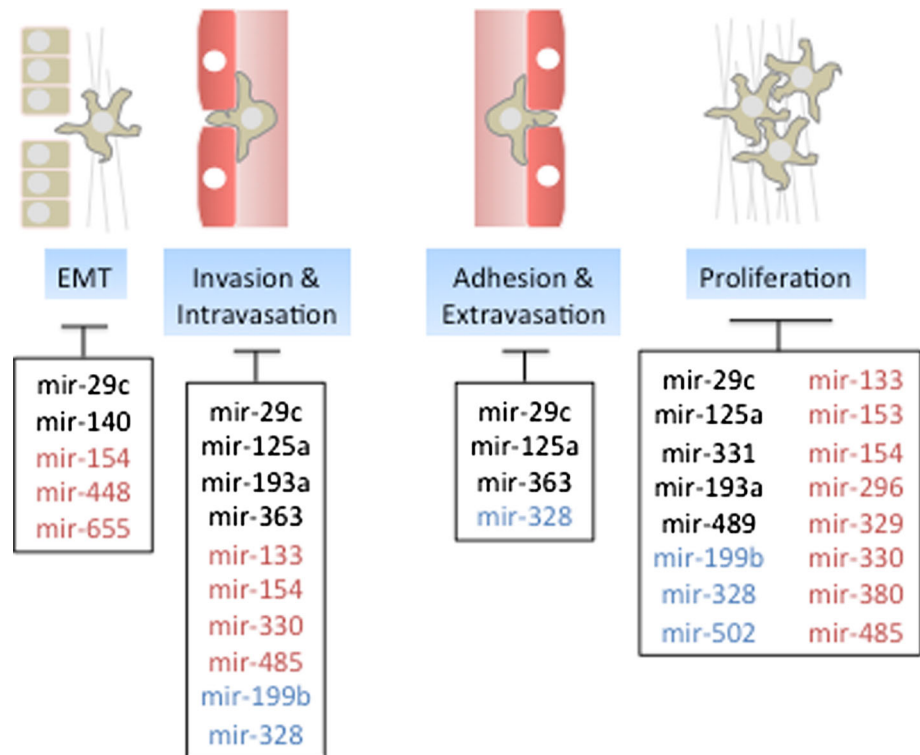 EMT
mir-29c
mir-140
mir-154
mir-448
mir-655
Invasion &
Intravasation
mir-29c
mir-125a
mir-193a
mir-363
mir-133
mir-154
mir-330
mir-485
mir-199b
mir-328
Adhesion &
Extravasation
mir-29c
mir-125a
mir-363
mir-328
Proliferation
mir-29c mir-133
mir-125a mir-153
mir-331 mir-154
mir-193a mir-296
mir-489 mir-329
mir-199b mir-330
mir-328 mir-380
mir-502 mir-485